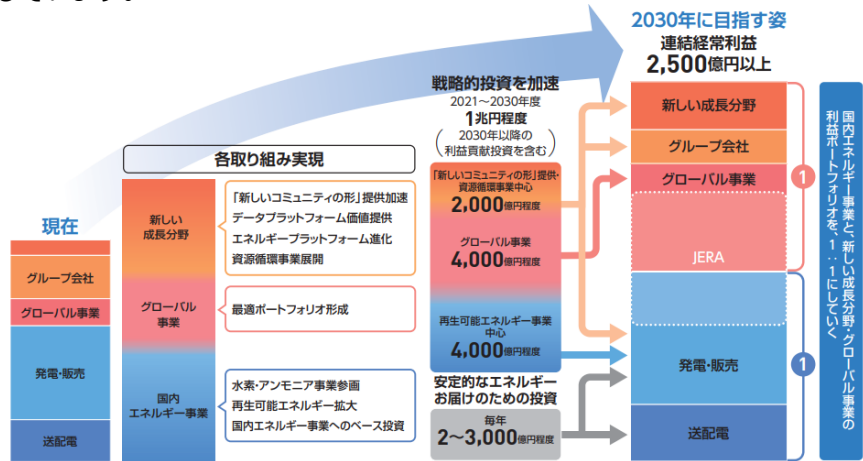 2030年に目指す姿
連結経常利益
2,500億円以上
戦略的投資を加速
2021～2030年度
1兆円程度
(2030年以降の
利益貢献投資を含む)
各取り組み実現
現在
グループ会社
グローバル事業
発電・販売
送配電
新しい
成長分野
グローバル
事業
国内
エネルギー事業
「新しいコミュニティの形」提供加速
データプラットフォーム価値提供
エネルギープラットフォーム進化
資源循環事業展開
最適ポートフォリオ形成
水素・アンモニア事業参画
再生可能エネルギー拡大
国内エネルギー事業へのベース投資
「新しいコミュニティの形」提供・
資源循環事業中心
2,000億円程度
グローバル事業
4,000億円程度
再生可能エネルギー事業
中心
4,000億円程度
安定的なエネルギー
お届けのための投資
毎年
2～3,000億円程度
新しい成長分野
グループ会社
グローバル事業
JERA
発電・販売
送配電
1
1
国内エネルギー事業と、新しい成長分野・グローバル事業の
利益ポートフォリオを、1：1にしていく